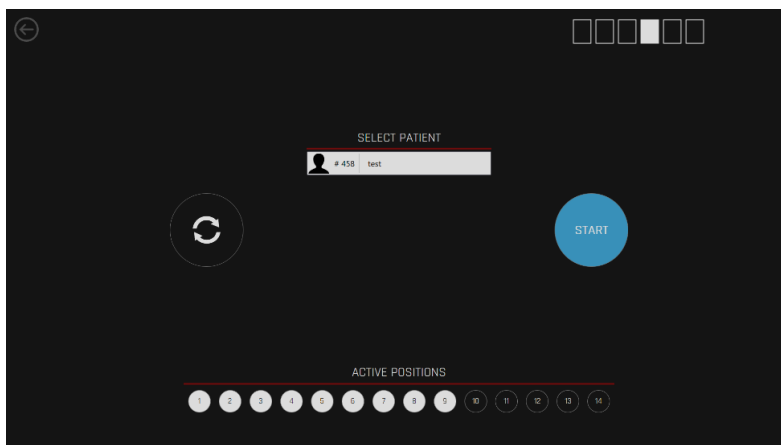 SELECT PATIENT
# 458 test
START
ACTIVE POSITIONS
1 2 3 4 5 6 7 8 9 10 11 12 13 14